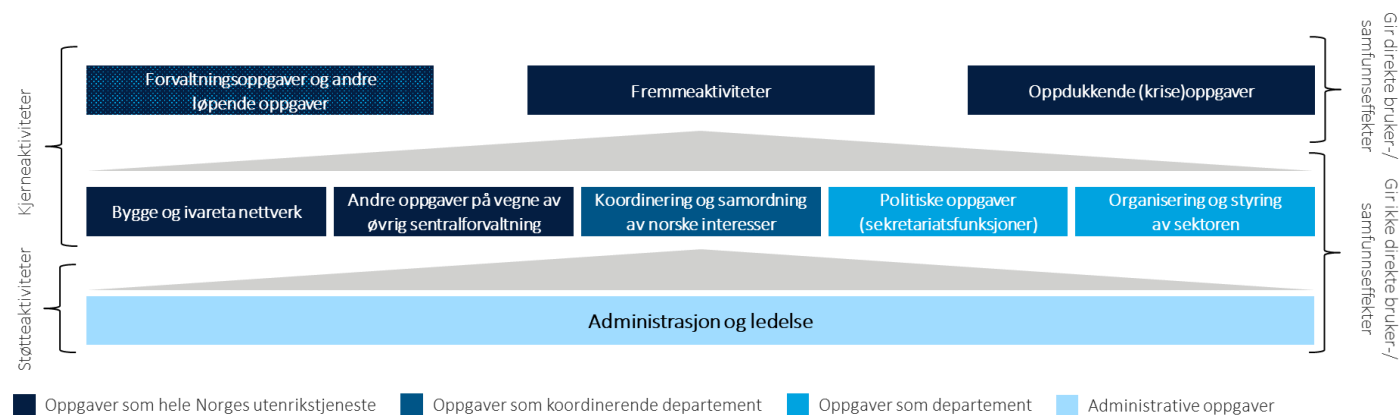 Forvaltningsoppgaver og andre
løpende oppgaver
Fremmeaktiviteter
Oppdukkende (krise)oppgaver
Kjerneaktiviteter
Gir direkte bruker-/
samfunnseffekter
Bygge og ivareta nettverk
Andre oppgaver på vegne av
øvrig sentralforvaltning
Koordinering og samordning
av norske interesser
Politiske oppgaver
(sekretariatsfunksjoner)
Organisering og styring
av sektoren
Gir ikke direkte bruker-/
samfunnseffekter
Støtteaktiviteter
Administrasjon og ledelse
Oppgaver som hele Norges utenrikstjeneste
Oppgaver som koordinerende departement
Oppgaver som departement
Administrative oppgaver